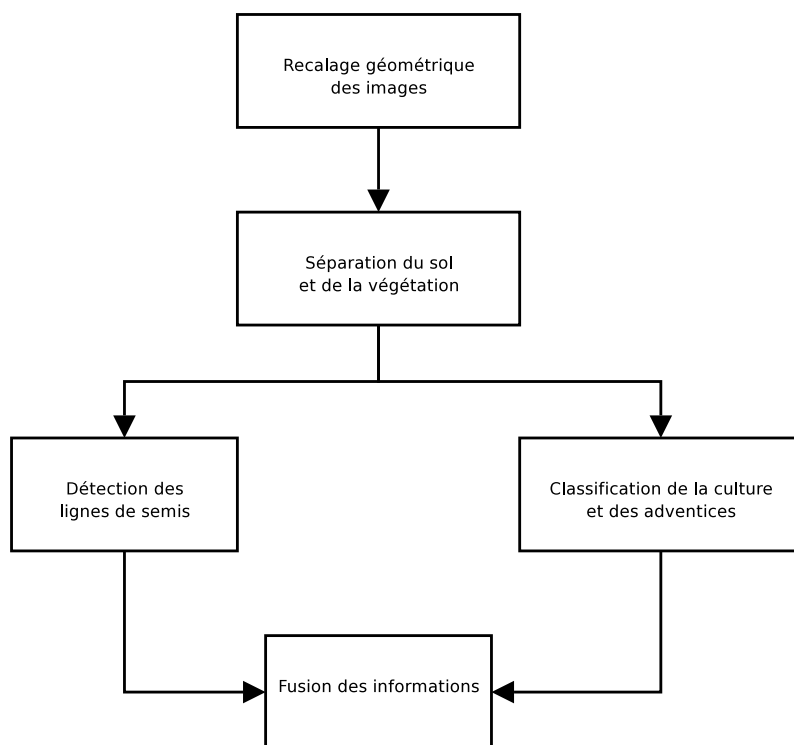 Recalage géométrique
des images
Séparation du sol
et de la végétation
Détection des
lignes de semis
Classification de la culture
et des adventices
Fusion des informations